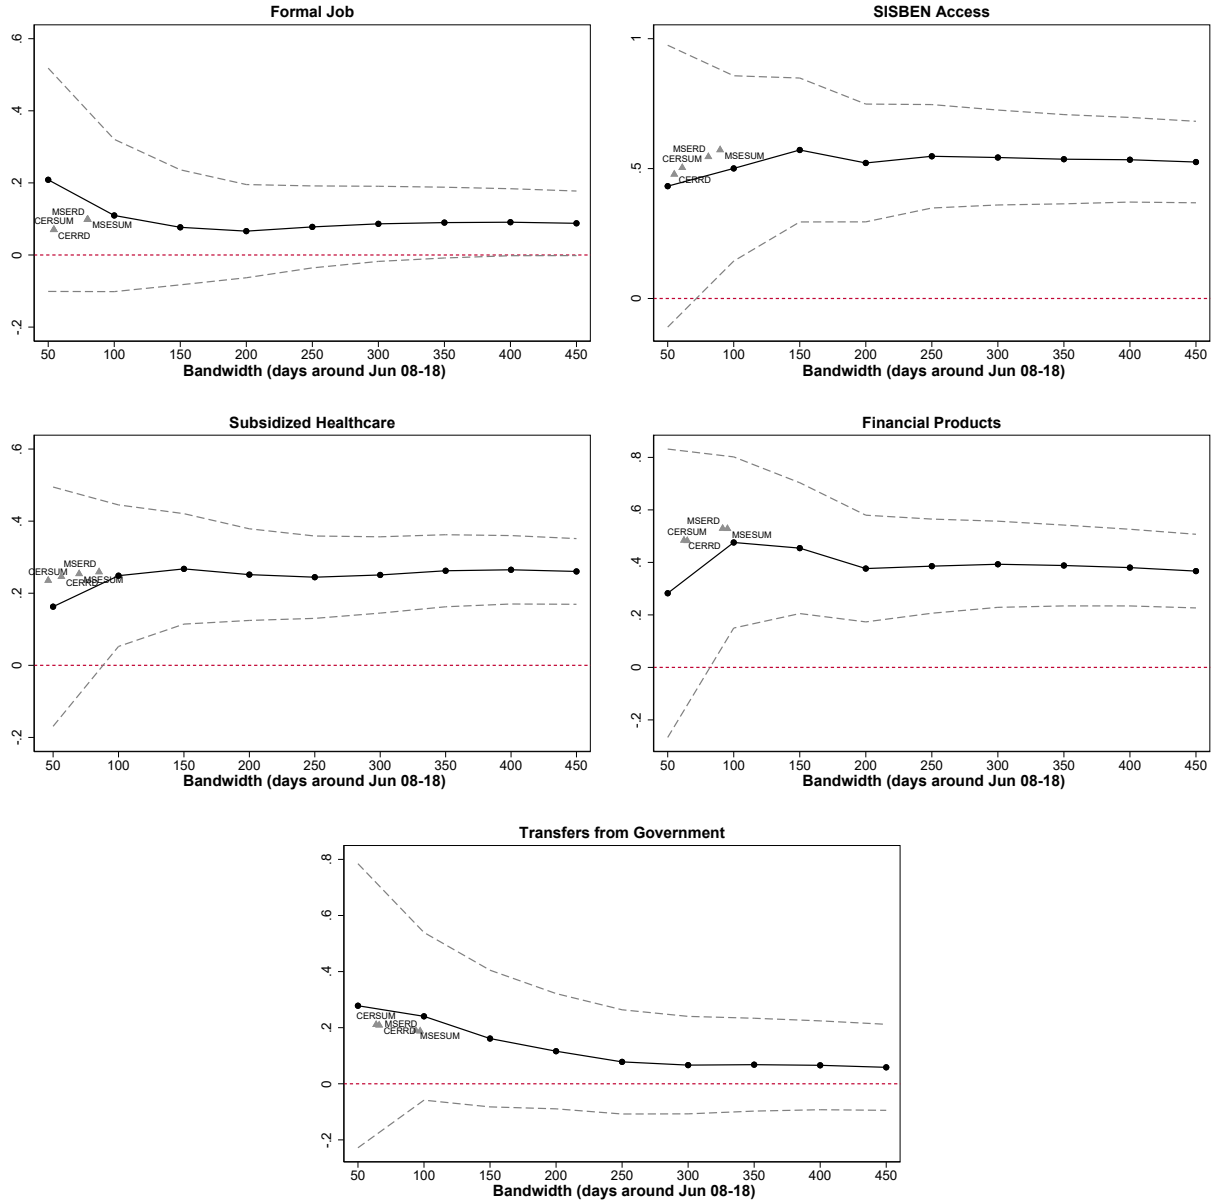 Formal Job
.6
.4
.2
0
-.2
MSERD
CERSUM
MSESUM
CERRD
50 100 150 200 250 300 350 400 450
Bandwidth (days around Jun 08-18)
SISBEN Access
1
.5
0
MSERD
MSESUM
CERSUM
CERRD
50 100 150 200 250 300 350 400 450
Bandwidth (days around Jun 08-18)
Subsidized Healthcare
.6
.4
.2
0
-.2
MSERD
CERSUM
MSESUM
CERRD
50 100 150 200 250 300 350 400 450
Bandwidth (days around Jun 08-18)
Financial Products
.8
.6
.4
.2
0
-.2
MSERD
CERSUM
MSESUM
CERRD
50 100 150 200 250 300 350 400 450
Bandwidth (days around Jun 08-18)
Transfers from Government
.8
.6
.4
.2
0
-.2
CERSUM
MSERD
CERRD
MSESUM
50 100 150 200 250 300 350 400 450
Bandwidth (days around Jun 08-18)